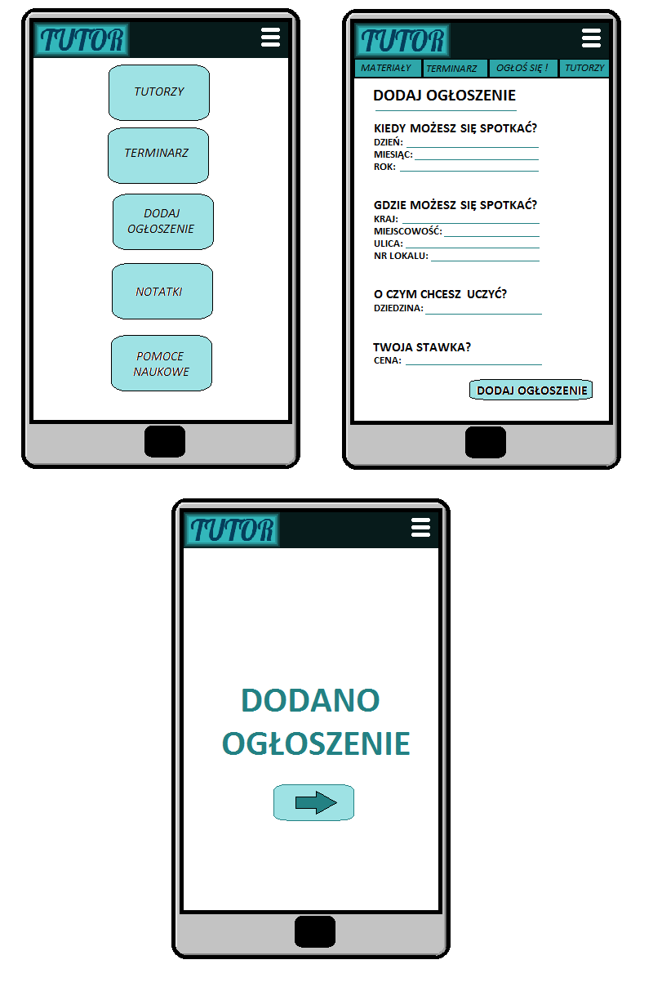 TUTOR
TUTORZY
TERMINARZ
DODAJ
OGŁOSZENIE
NOTATKI
POMOCE
NAUKOWE
TUTOR
MATERIAŁY TERMINARZ OGŁOŚ SIĘ ! TUTORZY
DODAJ OGŁOSZENIE
KIEDY MOŻESZ SIĘ SPOTKAĆ?
DZIEŃ:
MIESIĄC:
ROK:
GDZIE MOŻESZ SIĘ SPOTKAĆ?
KRAJ:
MIEJSCOWOŚĆ:
ULICA:
NR LOKALU:
O CZYM CHCESZ UCZYĆ?
DZIEDZINA:
TWOJA STAWKA?
CENA:
DODAJ OGŁOSZENIE
TUTOR
DODANO
OGŁOSZENIE